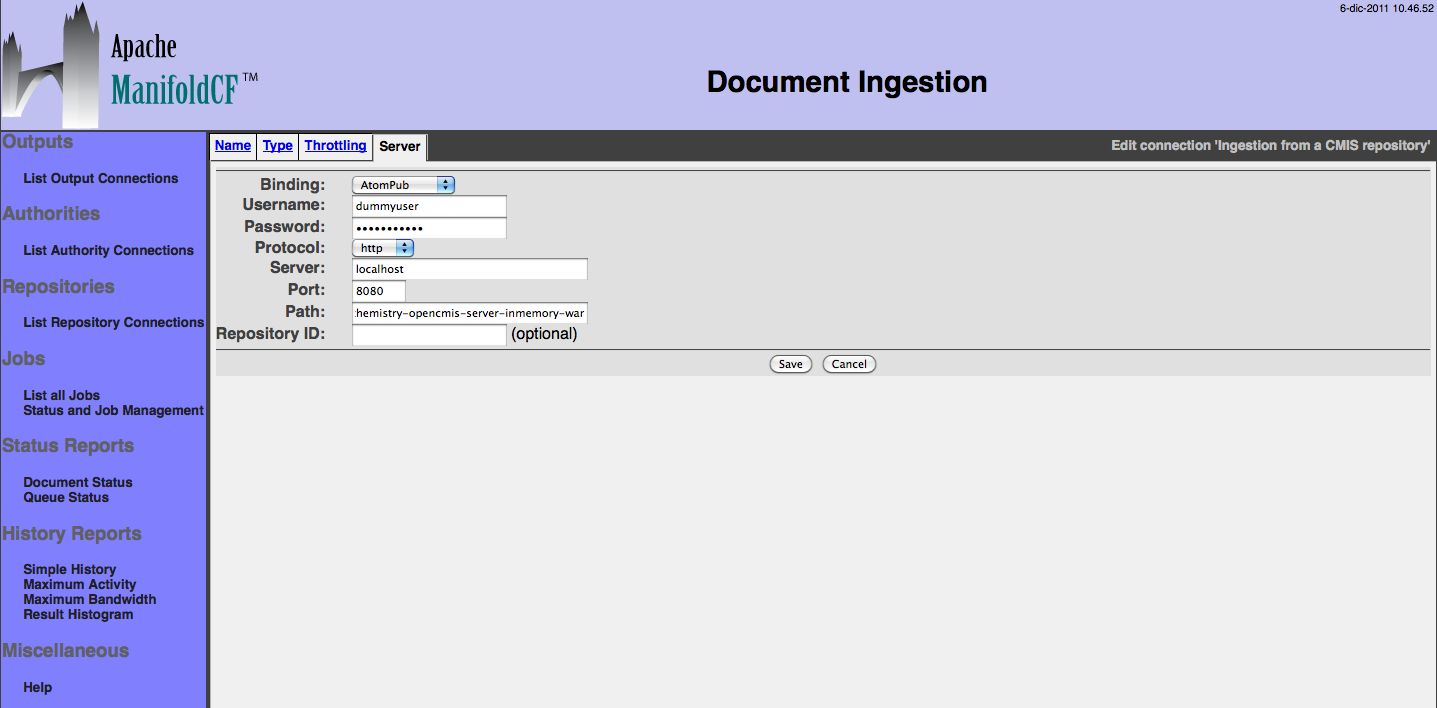 6-dic-2011 10.46.52
Apache
ManifoldCF™
Document Ingestion
Outputs
List Output Connections
Authorities
List Authority Connections
Repositories
List Repository Connections
Jobs
List all Jobs
Status and Job Management
Status Reports
Document Status
Queue Status
History Reports
Simple History
Maximum Activity
Maximum Bandwidth
Result Histogram
Miscellaneous
Help
Name Type Throttling Server Edit connection 'Ingestion from a CMIS repository'
Binding: AtomPub
Username: dummyuser
Password: •••••••••••
Protocol: http
Server: localhost
Port: 8080
Path: hemistry-opencmis-server-inmemory-war
Repository ID: (optional)
Save Cancel